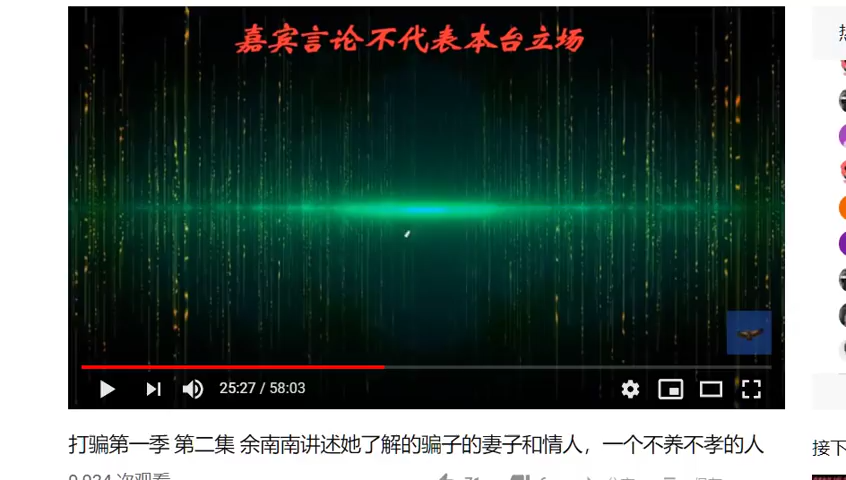 嘉宾言论不代表本台立场
25:27 / 58:03
打骗第一季 第二集 余南南讲述她了解的骗子的妻子和情人，一个不养不孝的人
接下